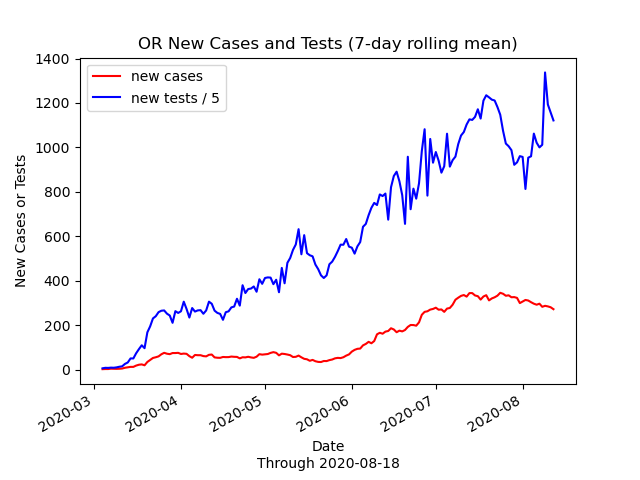 OR New Cases and Tests (7-day rolling mean)
new cases
new tests / 5
New Cases or Tests
1400
1200
1000
800
600
400
200
0
2020-03
2020-04
2020-05
2020-06
2020-07
2020-08
Date
Through 2020-08-18